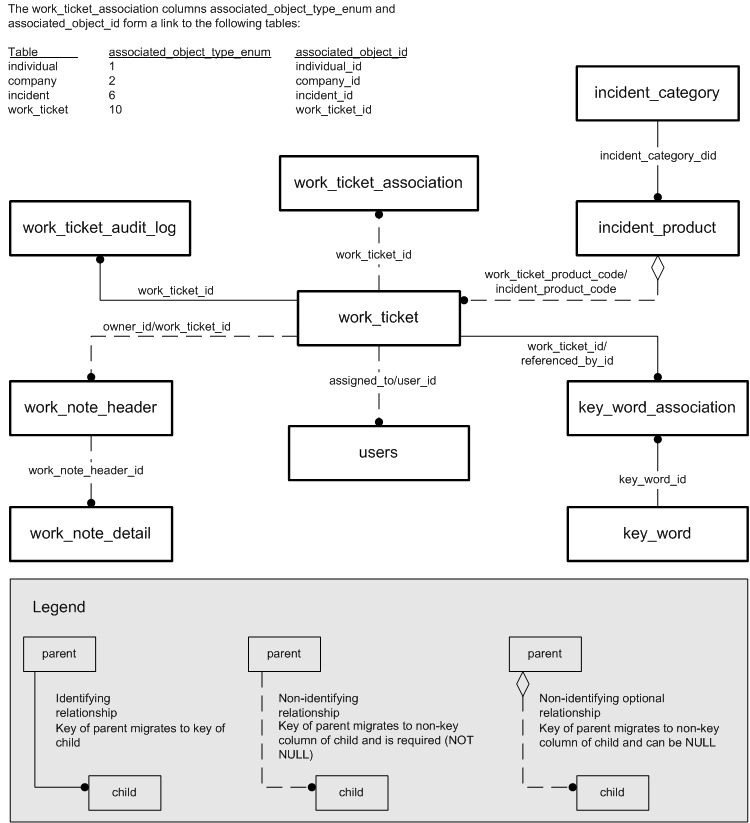 The work_ticket_association columns associated_object_type_enum and
associated_object_id form a link to the following tables:
Table associated_object_type_enum associated_object_id
individual 1 individual_id
company 2 company_id
incident 6 incident_id
work_ticket 10 work_ticket_id
incident_category
incident_category_did
work_ticket_association
work_ticket_audit_log
incident_product
work_ticket_id
work_ticket_product_code/
incident_product_code
work_ticket_id
work_ticket
owner_id/work_ticket_id
work_ticket_id/
referenced_by_id
assigned_to/user_id
work_note_header
key_word_association
users
work_note_header_id
key_word_id
work_note_detail
key_word
Legend
parent
parent
parent
Identifying
relationship
Key of parent migrates to key of
child
Non-identifying
relationship
Key of parent migrates to non-key
column of child and is required (NOT
NULL)
Non-identifying optional
relationship
Key of parent migrates to non-key
column of child and can be NULL
child
child
child